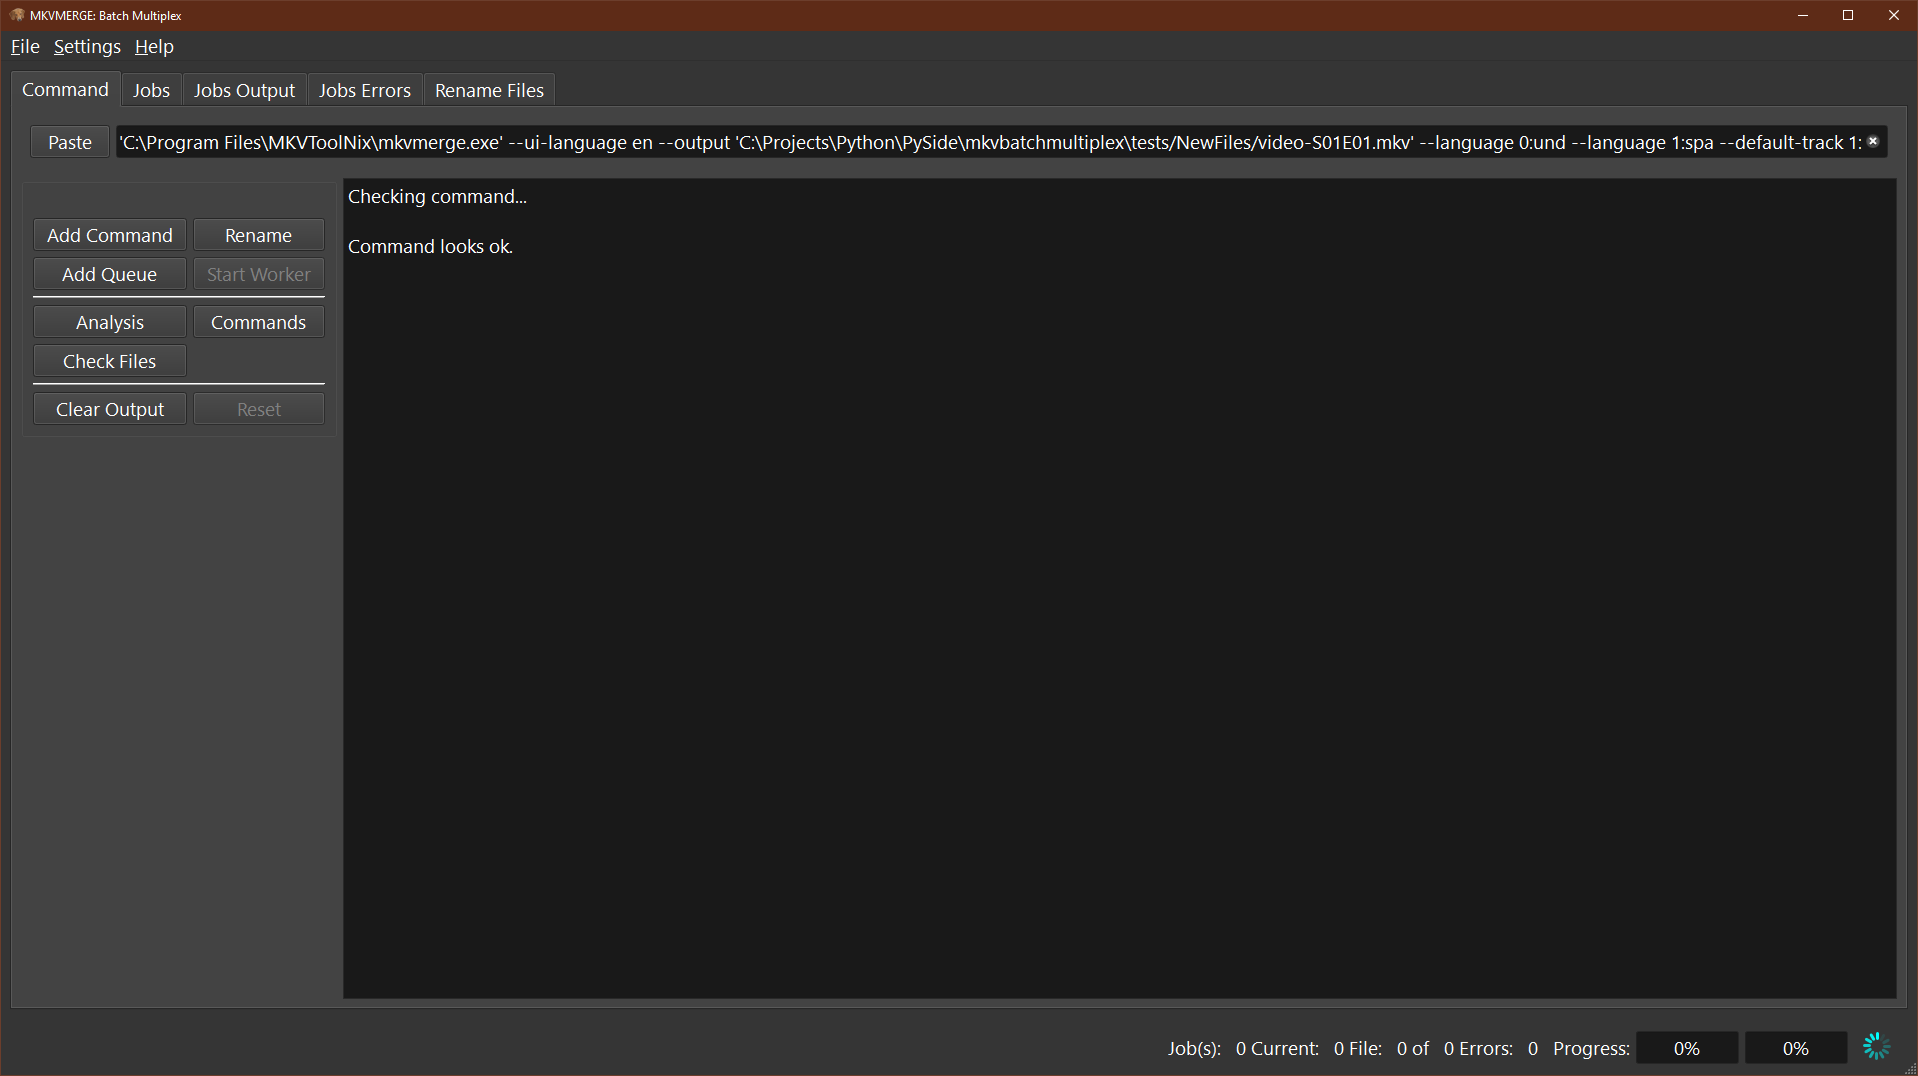 MKVMERGE: Batch Multiplex
File Settings Help
Command Jobs Jobs Output Jobs Errors Rename Files
Paste 'C:\Program Files\MKVToolNix\mkvmerge.exe' --ui-language en --output 'C:\Projects\Python\PySide\mkvbatchmultiplex\tests/NewFiles/video-S01E01.mkv' --language 0:und --language 1:spa --default-track 1:
Add Command Rename
Add Queue Start Worker
Analysis Commands
Check Files
Clear Output Reset
Checking command...
Command looks ok.
Job(s): 0 Current: 0 File: 0 of 0 Errors: 0 Progress: 0% 0%